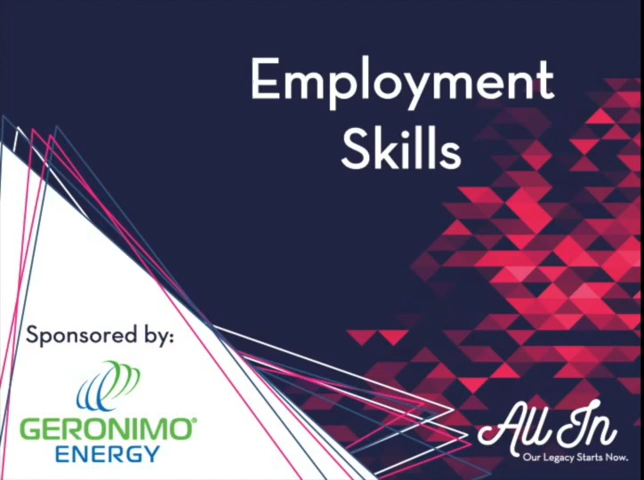 Employment
Skills
Sponsored by:
GERONIMO®
ENERGY
All In
Our Legacy Starts Now.